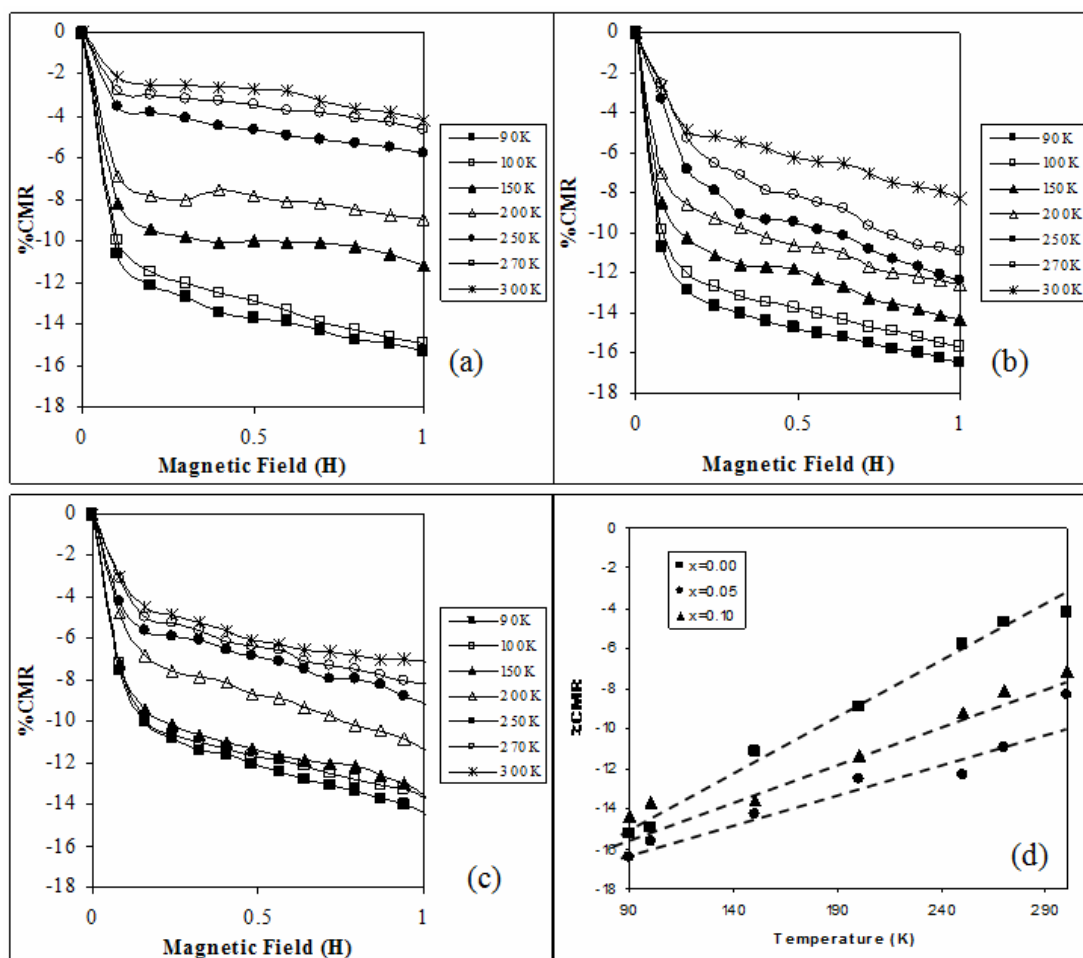 0
-2
-4
-6
-8
-10
-12
-14
-16
-18
%CMR
0
0.5
1
Magnetic Field (H)
90K
100K
150K
200K
250K
270K
300K
(a)
0
-2
-4
-6
-8
-10
-12
-14
-16
-18
%CMR
0
0.5
1
Magnetic Field (H)
90K
100K
150K
200K
250K
270K
300K
(b)
0
-2
-4
-6
-8
-10
-12
-14
-16
-18
%CMR
0
0.5
1
Magnetic Field (H)
90K
100K
150K
200K
250K
270K
300K
(c)
0
-2
-4
-6
-8
-10
-12
-14
-16
-18
%CMR
90
140
190
240
290
Temperature (K)
x=0.00
x=0.05
x=0.10
(d)